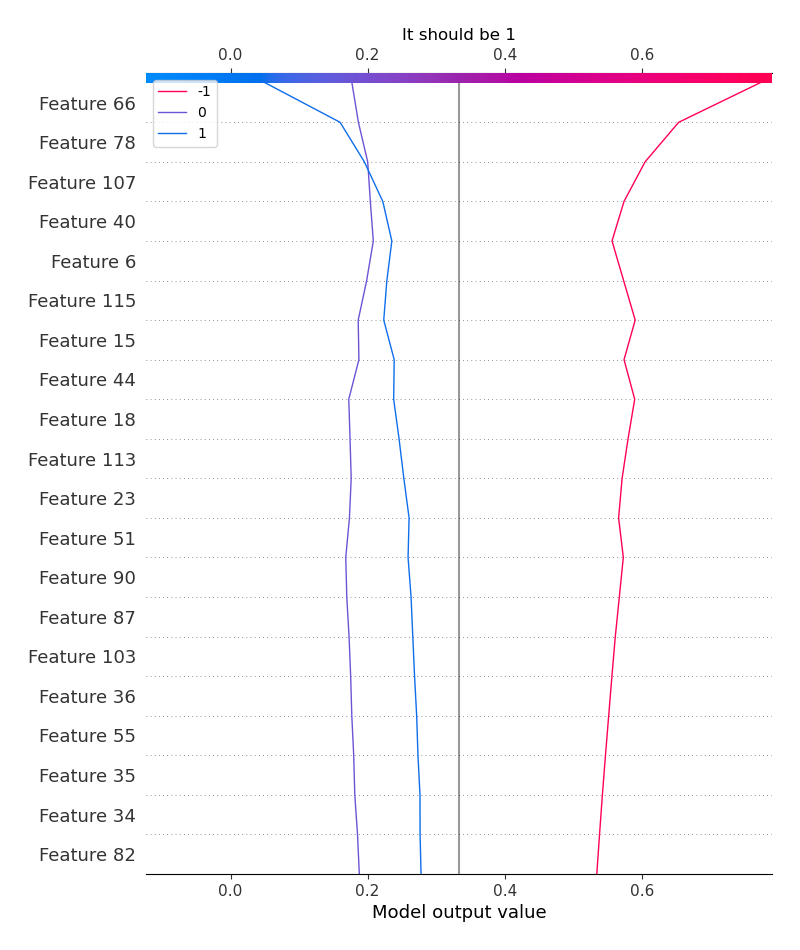 It should be 1
0.0 0.2 0.4 0.6
-1
0
1
Feature 66
Feature 78
Feature 107
Feature 40
Feature 6
Feature 115
Feature 15
Feature 44
Feature 18
Feature 113
Feature 23
Feature 51
Feature 90
Feature 87
Feature 103
Feature 36
Feature 55
Feature 35
Feature 34
Feature 82
0.0 0.2 0.4 0.6
Model output value